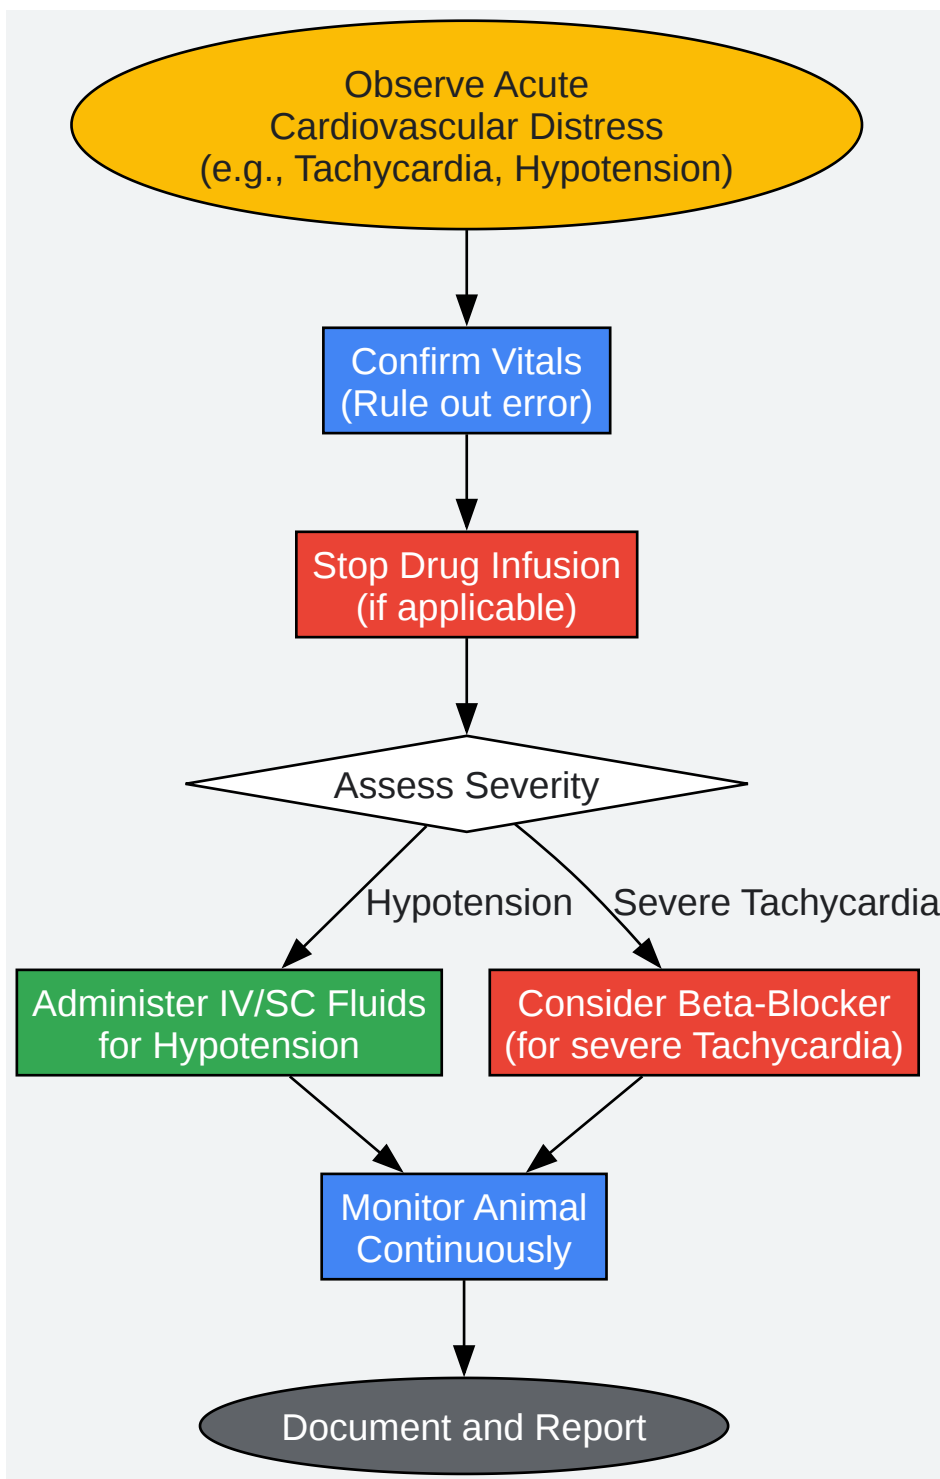 Observe Acute
Cardiovascular Distress
(e.g., Tachycardia, Hypotension)
Confirm Vitals
(Rule out error)
Stop Drug Infusion
(if applicable)
Assess Severity
Hypotension
Severe Tachycardia
Administer IV/SC Fluids
for Hypotension
Consider Beta-Blocker
(for severe Tachycardia)
Monitor Animal
Continuously
Document and Report